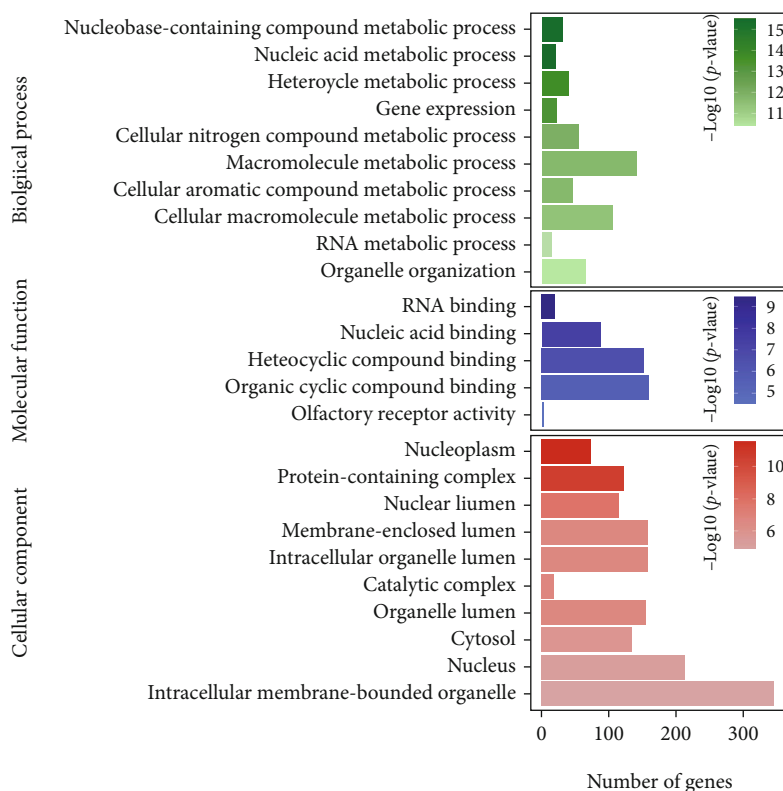 Biolgiical process
Nucleobase-containing compound metabolic process
Nucleic acid metabolic process
Heteroycle metabolic process
Gene expression
Cellular nitrogen compound metabolic process
Macromolecule metabolic process
Cellular aromatic compound metabolic process
Cellular macromolecule metabolic process
RNA metabolic process
Organelle organization
−Log10 (p-vlaue)
15
14
13
12
11
Molecular function
RNA binding
Nucleic acid binding
Heteocyclic compound binding
Organic cyclic compound binding
Olfactory receptor activity
−Log10 (p-vlaue)
9
8
7
6
5
Cellular component
Nucleoplasm
Protein-containing complex
Nuclear liumen
Membrane-enclosed lumen
Intracellular organelle lumen
Catalytic complex
Organelle lumen
Cytosol
Nucleus
Intracellular membrane-bounded organelle
−Log10 (p-vlaue)
10
8
6
0 100 200 300
Number of genes